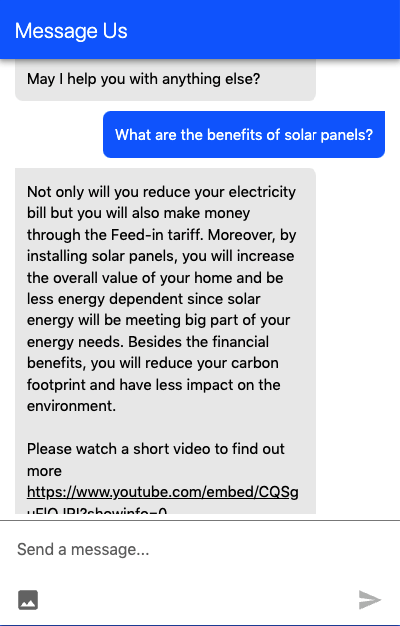 Message Us
May I help you with anything else?
What are the benefits of solar panels?
Not only will you reduce your electricity
bill but you will also make money
through the Feed-in tariff. Moreover, by
installing solar panels, you will increase
the overall value of your home and be
less energy dependent since solar
energy will be meeting big part of your
energy needs. Besides the financial
benefits, you will reduce your carbon
footprint and have less impact on the
environment.
Please watch a short video to find out
more
https://www.youtube.com/embed/CQSg
Send a message...